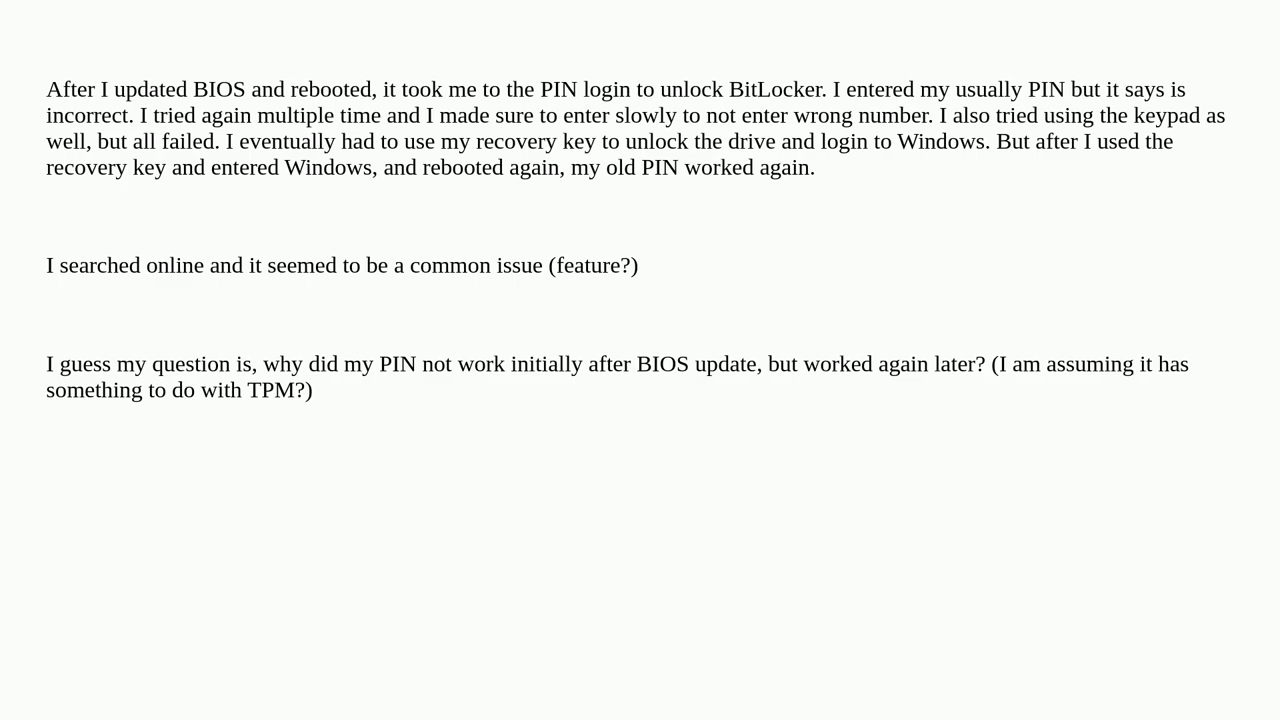 After I updated BIOS and rebooted, it took me to the PIN login to unlock BitLocker. I entered my usually PIN but it says is
incorrect. I tried again multiple time and I made sure to enter slowly to not enter wrong number. I also tried using the keypad as
well, but all failed. I eventually had to use my recovery key to unlock the drive and login to Windows. But after I used the
recovery key and entered Windows, and rebooted again, my old PIN worked again.
I searched online and it seemed to be a common issue (feature?)
I guess my question is, why did my PIN not work initially after BIOS update, but worked again later? (I am assuming it has
something to do with TPM?)